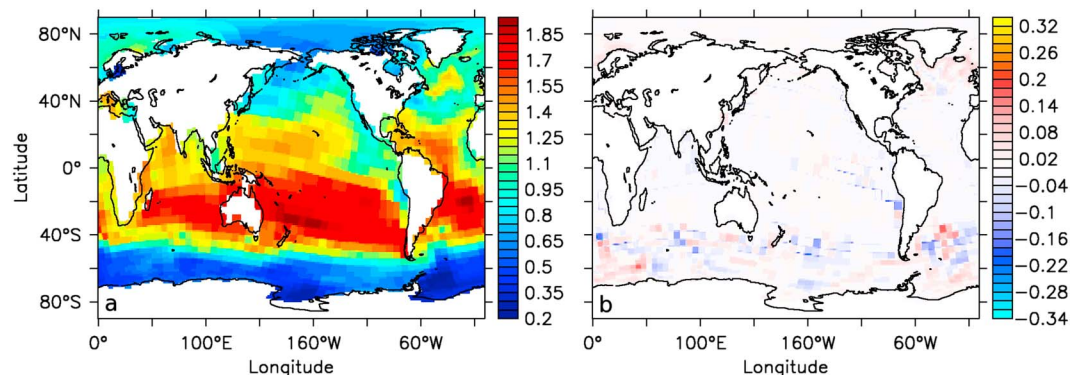 80°N
40°N
0°
40°S
80°S
Latitude
a
0°
100°E
160°W
60°W
Longitude
1.85
1.7
1.55
1.4
1.25
1.1
0.95
0.8
0.65
0.5
0.35
0.2
b
0°
100°E
160°W
60°W
Longitude
0.32
0.26
0.2
0.14
0.08
0.02
-0.04
-0.1
-0.16
-0.22
-0.28
-0.34